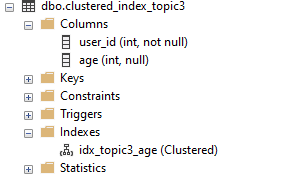 dbo.clustered_index_topic3
Columns
user_id (int, not null)
age (int, null)
Keys
Constraints
Triggers
Indexes
idx_topic3_age (Clustered)
Statistics